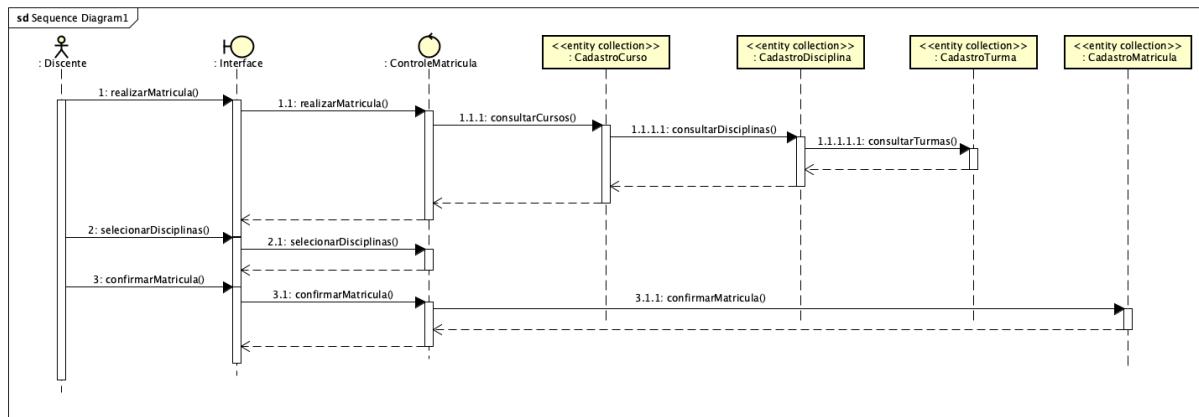 sd Sequence Diagram1
: Discente
: Interface
: ControleMatricula
<<entity collection>>
: CadastroCurso
<<entity collection>>
: CadastroDisciplina
<<entity collection>>
: CadastroTurma
<<entity collection>>
: CadastroMatricula
1: realizarMatricula()
1.1: realizarMatricula()
1.1.1: consultarCursos()
1.1.1.1: consultarDisciplinas()
1.1.1.1.1: consultarTurmas()
2: selecionarDisciplinas()
2.1: selecionarDisciplinas()
3: confirmarMatricula()
3.1: confirmarMatricula()
3.1.1: confirmarMatricula()